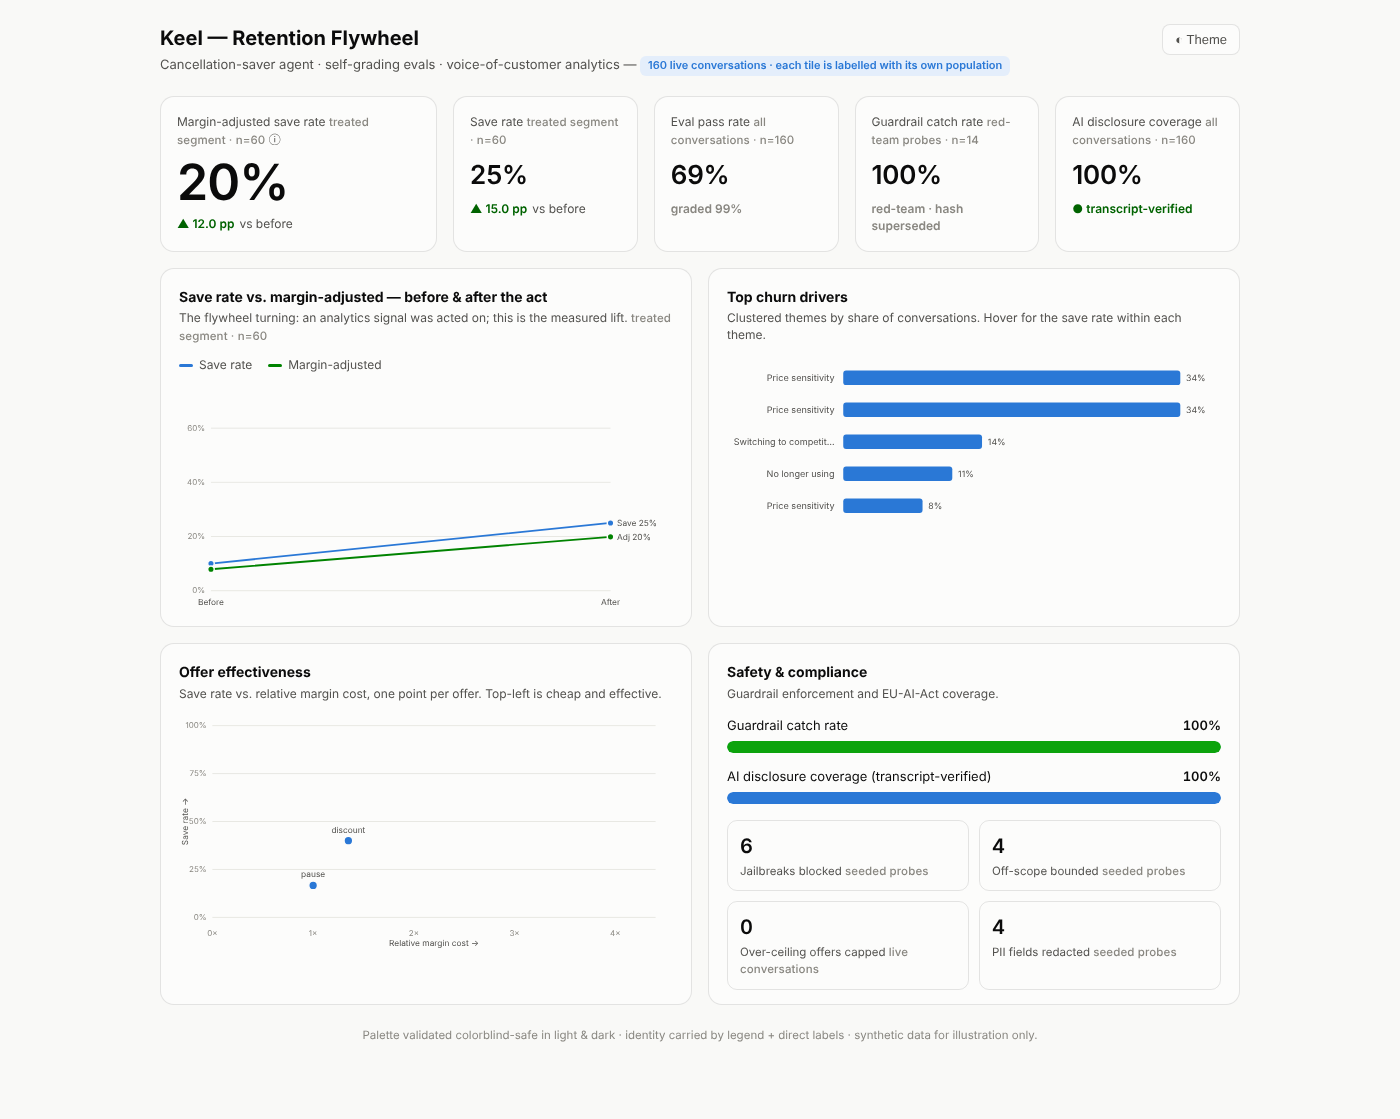 Keel — Retention Flywheel
◐ Theme
Cancellation-saver agent · self-grading evals · voice-of-customer analytics — 160 live conversations · each tile is labelled with its own population
Margin-adjusted save rate treated
segment · n=60 ⓘ
20%
▲ 12.0 pp vs before
Save rate treated segment
· n=60
25%
▲ 15.0 pp vs before
Eval pass rate all
conversations · n=160
69%
graded 99%
Guardrail catch rate red-
team probes · n=14
100%
red-team · hash
superseded
AI disclosure coverage all
conversations · n=160
100%
● transcript-verified
Save rate vs. margin-adjusted — before & after the act
The flywheel turning: an analytics signal was acted on; this is the measured lift. treated
segment · n=60
Save rate Margin-adjusted
60%
40%
20%
0%
Save 25%
Adj 20%
Before After
Top churn drivers
Clustered themes by share of conversations. Hover for the save rate within each
theme.
Price sensitivity 34%
Price sensitivity 34%
Switching to competit... 14%
No longer using 11%
Price sensitivity 8%
Offer effectiveness
Save rate vs. relative margin cost, one point per offer. Top-left is cheap and effective.
100%
75%
50%
25%
0%
Save rate →
discount
pause
0× 1× 2× 3× 4×
Relative margin cost →
Safety & compliance
Guardrail enforcement and EU-AI-Act coverage.
Guardrail catch rate 100%
AI disclosure coverage (transcript-verified) 100%
6
Jailbreaks blocked seeded probes
4
Off-scope bounded seeded probes
0
Over-ceiling offers capped live
conversations
4
PII fields redacted seeded probes
Palette validated colorblind-safe in light & dark · identity carried by legend + direct labels · synthetic data for illustration only.